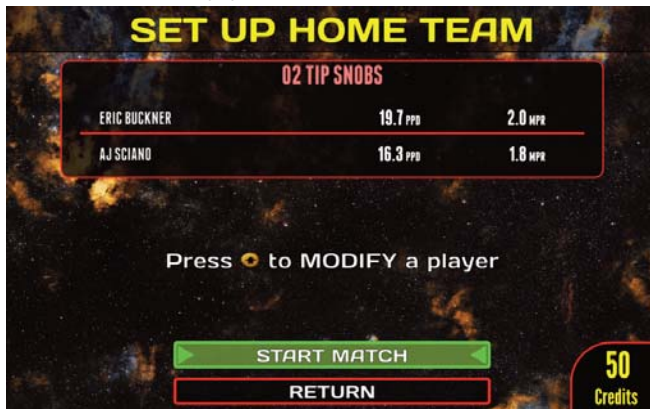 SET UP HOME TEAM
02 TIP SNOBS
ERIC BUCKNER 19.7 PPD 2.0 MPR
AJ SCIANO 16.3 PPD 1.8 MPR
Press to MODIFY a player
START MATCH
RETURN
50
Credits